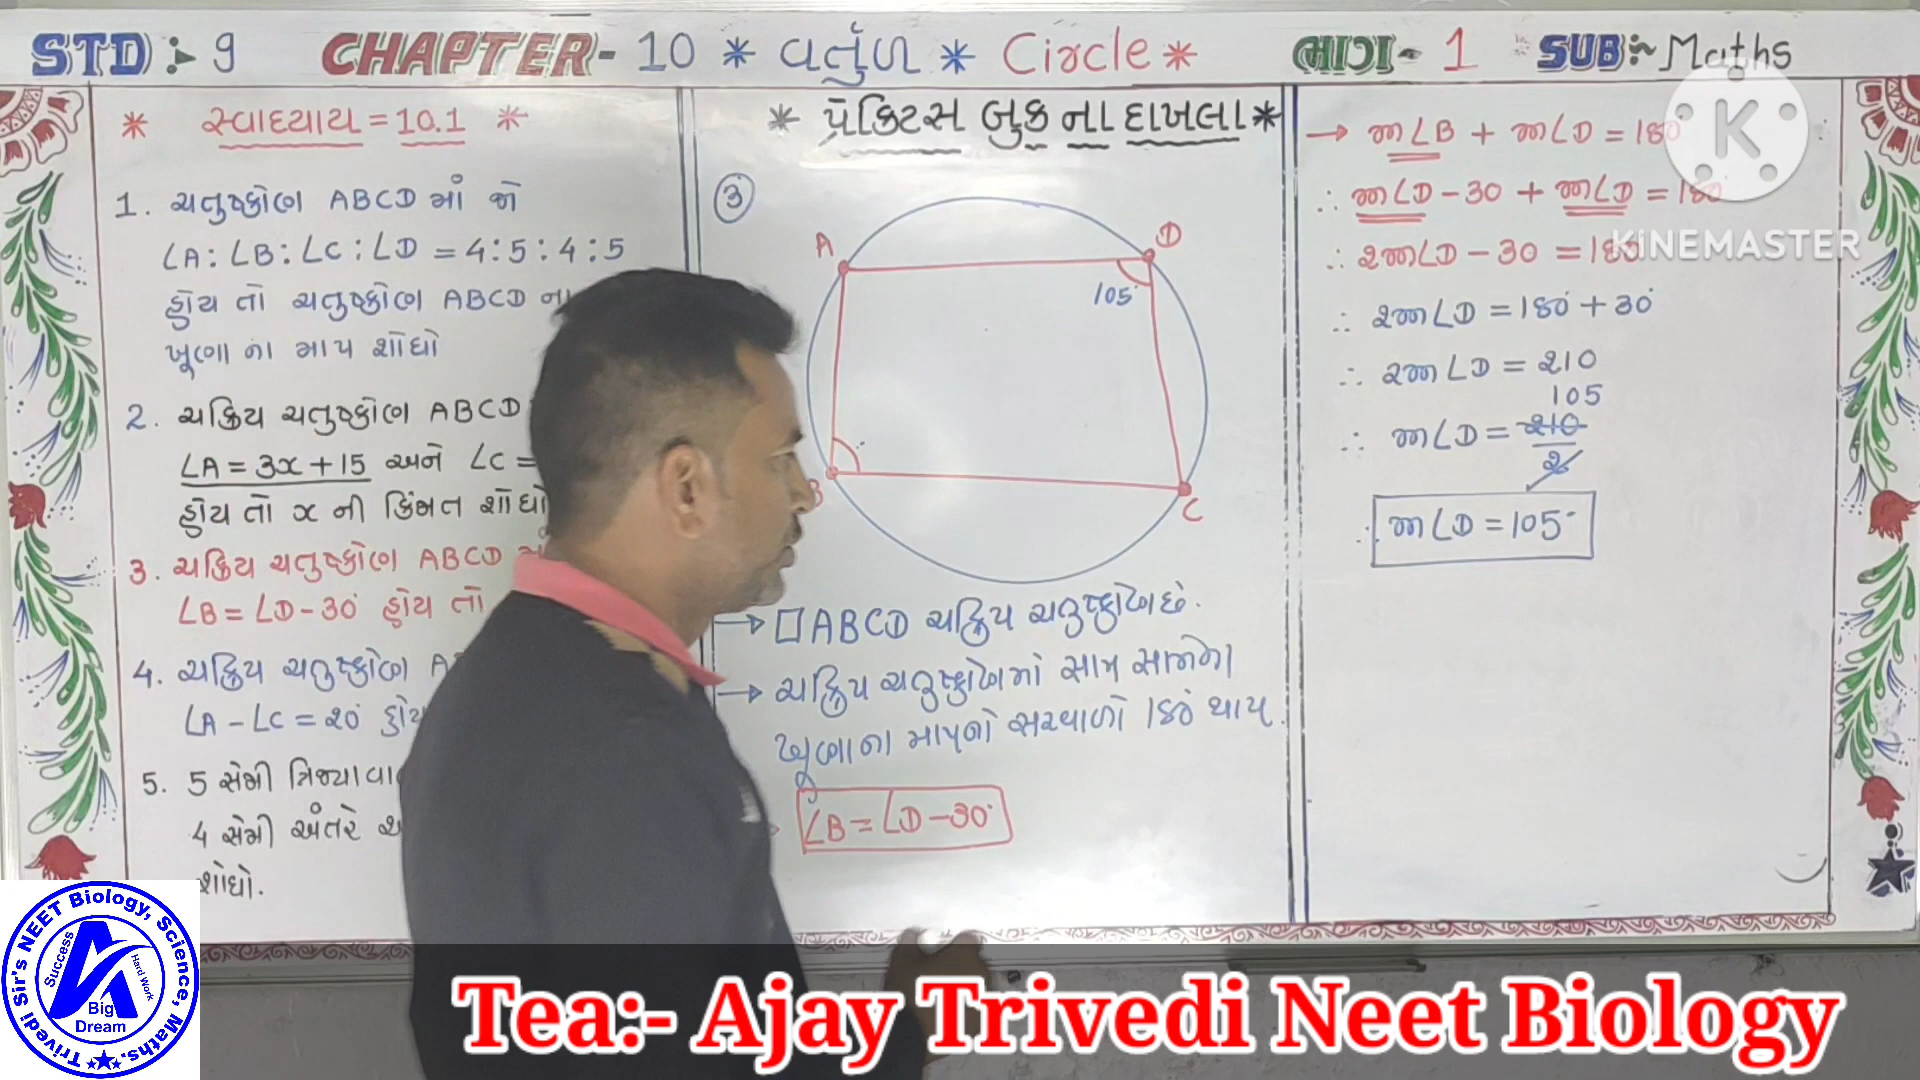 STD :- 9 CHAPTER - 10 * વર્તુળ * Circle * ભાગ - 1 SUB :~ Maths
* સ્વાધ્યાય = 10.1 *
1. ચતુષ્કોણ ABCD માં જો
∠A : ∠B : ∠C : ∠D = 4 : 5 : 4 : 5
હોય તો ચતુષ્કોણ ABCD ના
ખૂણા ના માપ શોધો
2. ચક્રિય ચતુષ્કોણ ABCD
∠A = 3x + 15 અને ∠C =
હોય તો x ની કિંમત શોધો
3. ચક્રિય ચતુષ્કોણ ABCD
∠B = ∠D - 30° હોય તો
4. ચક્રિય ચતુષ્કોણ A
∠A - ∠C = 20° હોય
5. 5 સેમી ત્રિજ્યાવા
4 સેમી અંતરે
શોધો.
* પ્રેક્ટિસ બુક ના દાખલા *
3
A
D
105°
B
C
→ □ABCD ચક્રિય ચતુષ્કોણ છે.
→ ચક્રિય ચતુષ્કોણમાં સામ સામેના
ખૂણાના માપનો સરવાળો 180° થાય.
∠B = ∠D - 30°
→ m∠B + m∠D = 180°
∴ m∠D - 30 + m∠D = 180
∴ 2m∠D - 30 = 180
∴ 2m∠D = 180° + 30°
∴ 2m∠D = 210
105
∴ m∠D = 210
2
∴ m∠D = 105°
K
KINEMASTER
Trivedi Sir's NEET Biology, Science, Maths.
Success
Hard Work
Big
Dream
Tea:- Ajay Trivedi Neet Biology